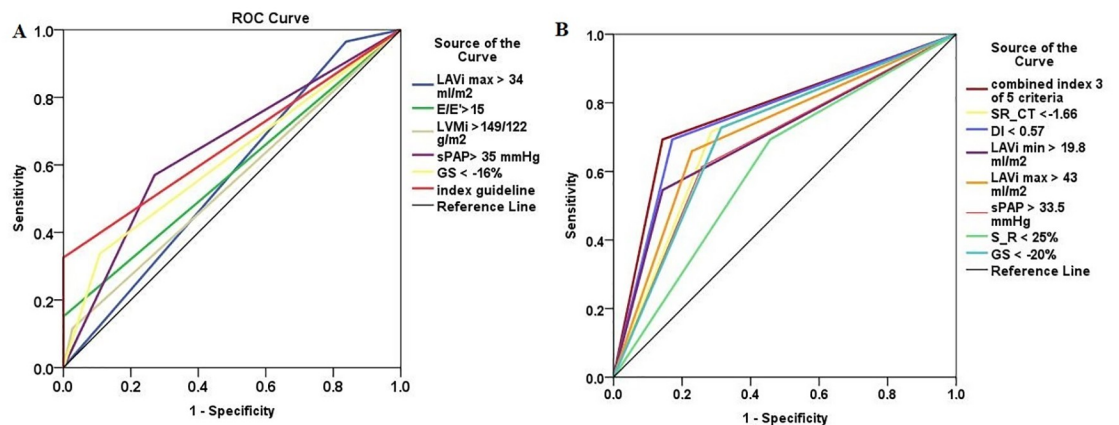 A
ROC Curve
Sensitivity
1.0
0.8
0.6
0.4
0.2
0.0
0.0
0.2
0.4
0.6
0.8
1.0
1 - Specificity
Source of the
Curve
LAVi max > 34
ml/m2
E/E'> 15
LVMi > 149/122
g/m2
sPAP> 35 mmHg
GS < -16%
index guideline
Reference Line
B
Sensitivity
1.0
0.8
0.6
0.4
0.2
0.0
0.0
0.2
0.4
0.6
0.8
1.0
1 - Specificity
Source of the
Curve
combined index 3
of 5 criteria
SR_CT <-1.66
DI < 0.57
LAVi min > 19.8
ml/m2
LAVi max > 43
ml/m2
sPAP > 33.5
mmHg
S_R < 25%
GS < -20%
Reference Line